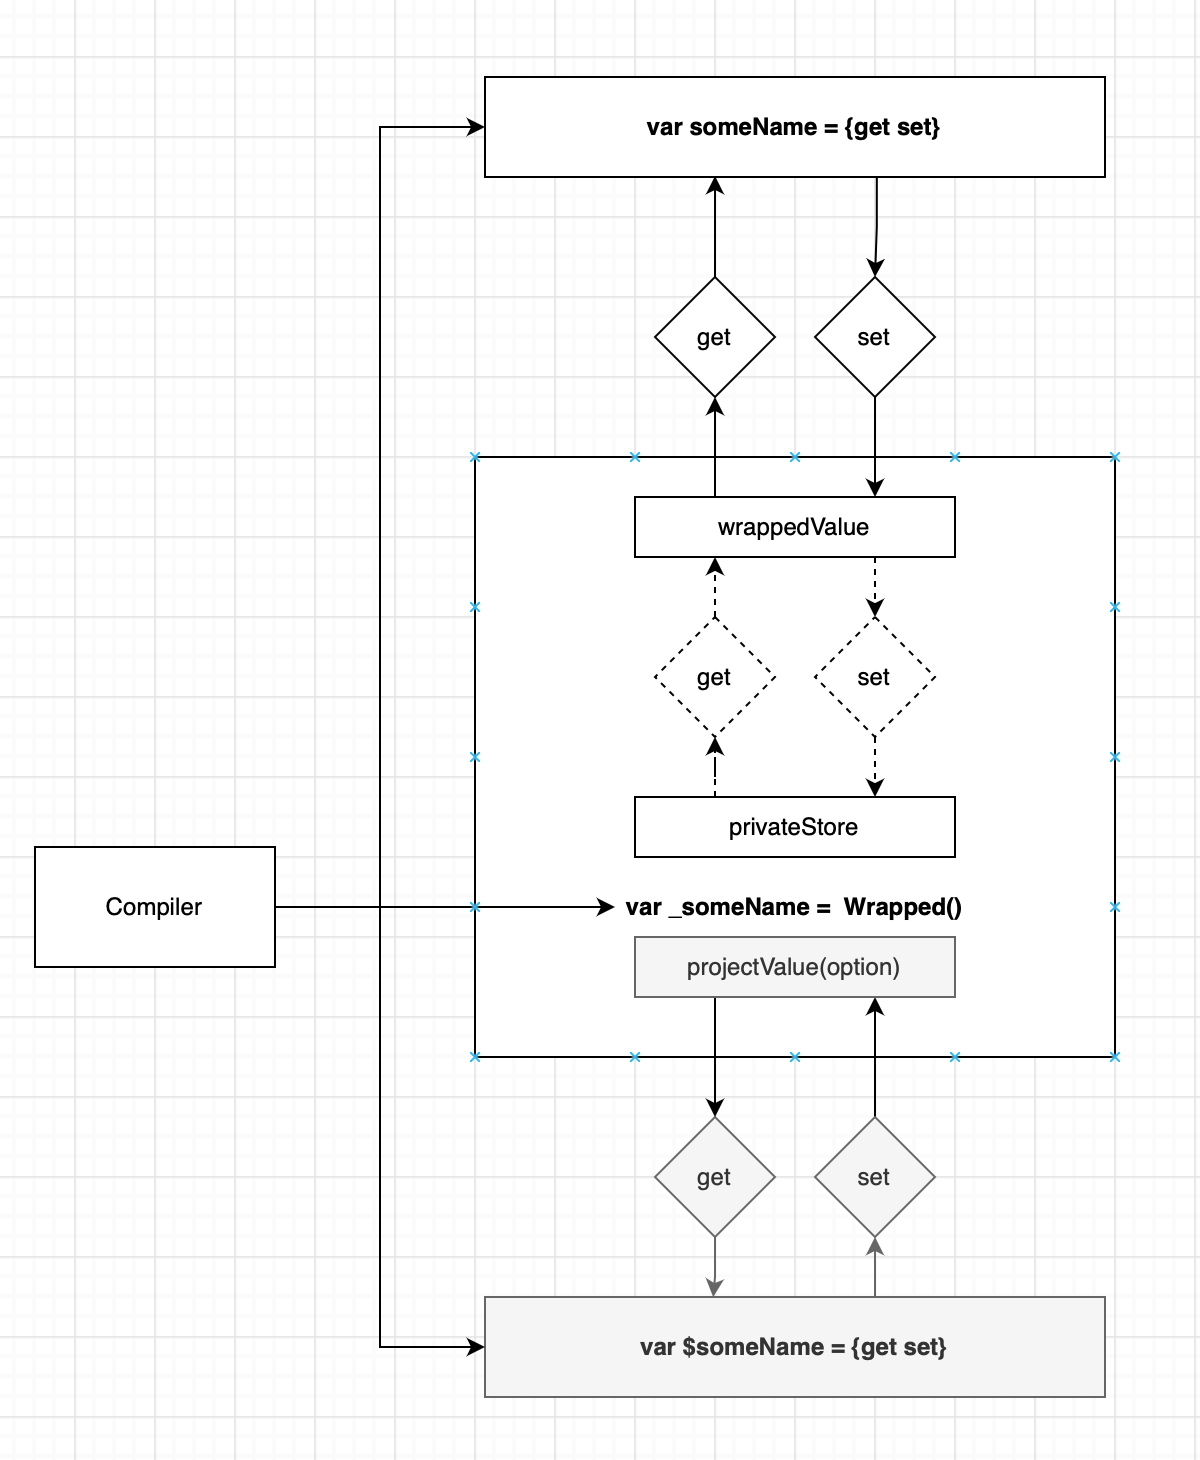 var someName = {get set}
get
set
wrappedValue
get
set
privateStore
Compiler
var _someName =  Wrapped()
projectValue(option)
get
set
var $someName = {get set}